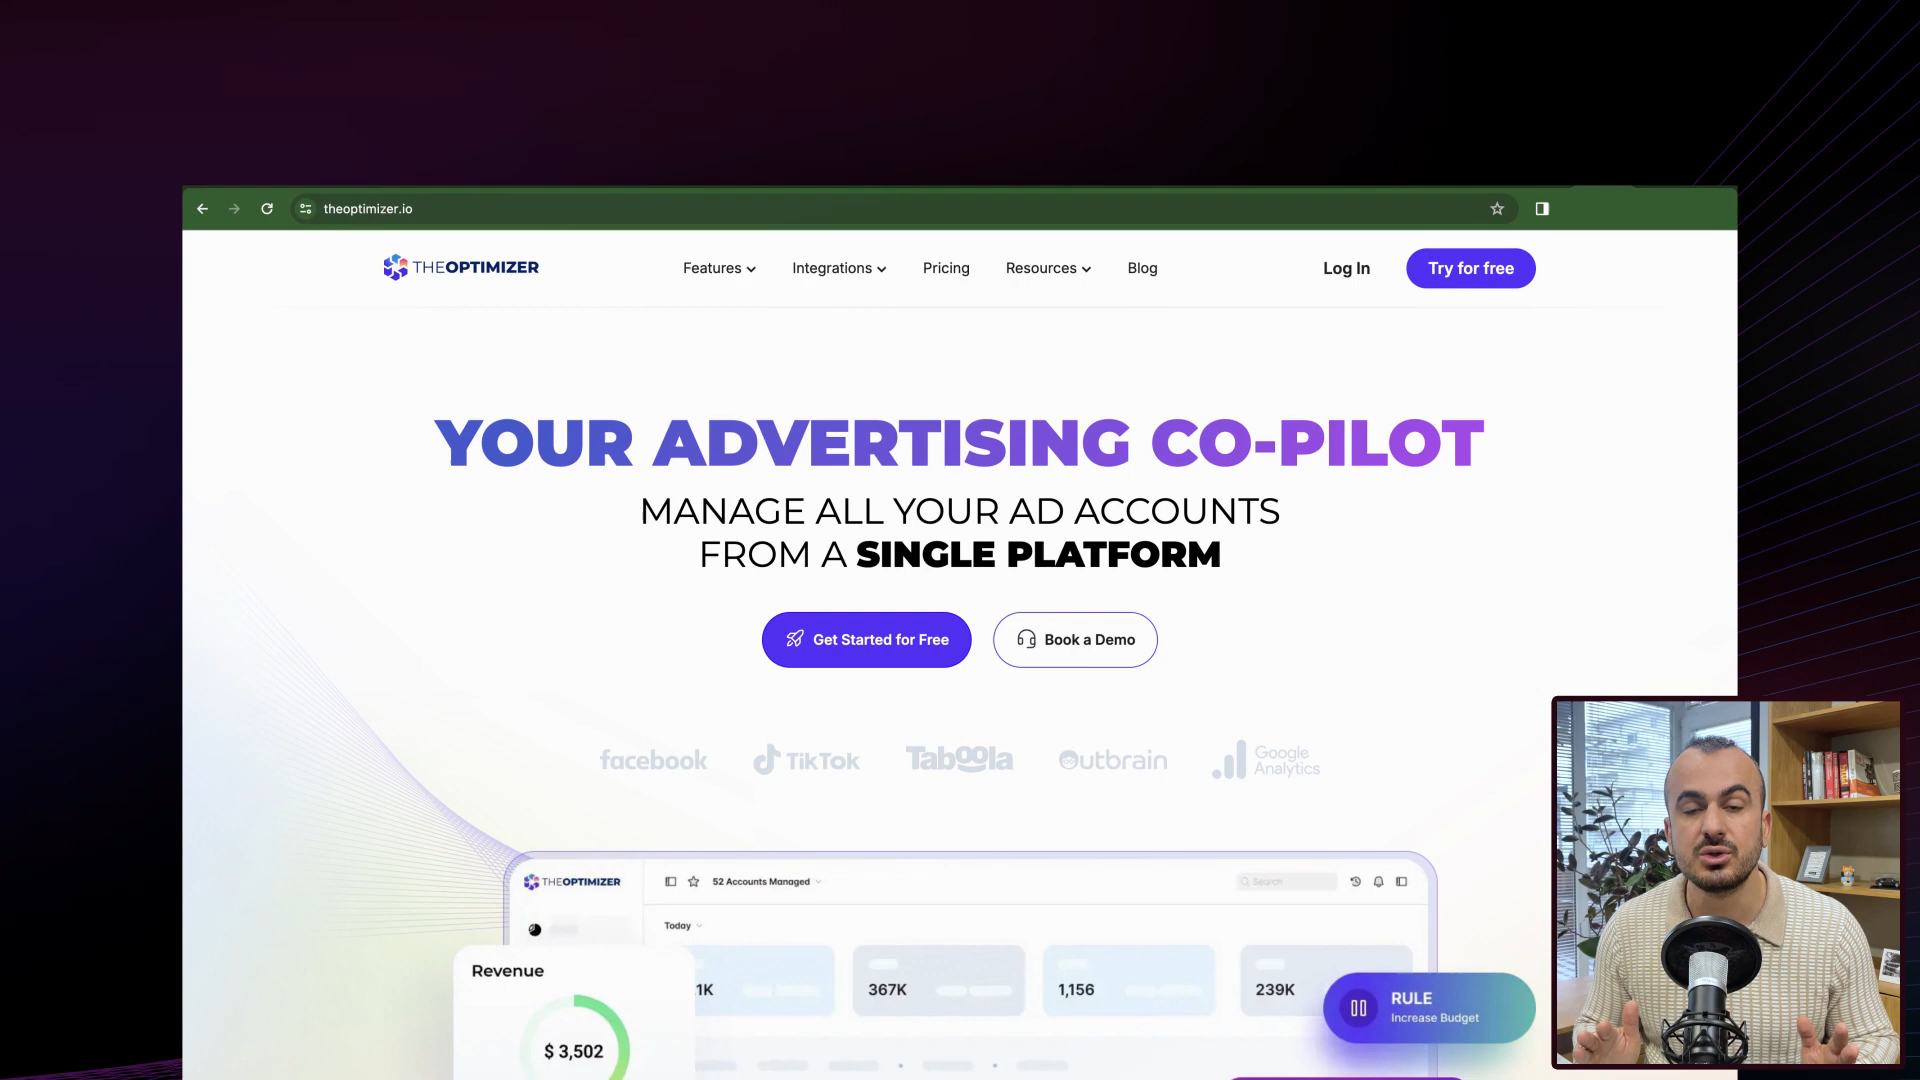 theoptimizer.io
THEOPTIMIZER
Features
Integrations
Pricing
Resources
Blog
Log In
Try for free
YOUR ADVERTISING CO-PILOT
MANAGE ALL YOUR AD ACCOUNTS
FROM A SINGLE PLATFORM
Get Started for Free
Book a Demo
facebook
TikTok
Taboola
Outbrain
Google
Analytics
THEOPTIMIZER
52 Accounts Managed
Search
Today
Revenue
$ 3,502
.1K
367K
1,156
239K
RULE
Increase Budget